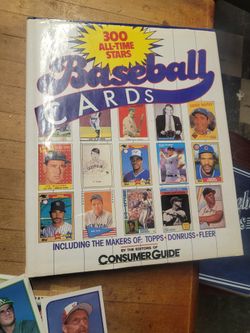 300
ALL-TIME
STARS
Baseball
CARDS
INCLUDING THE MAKERS OF: TOPPS • DONRUSS • FLEER
BY THE EDITORS OF
CONSUMER GUIDE®